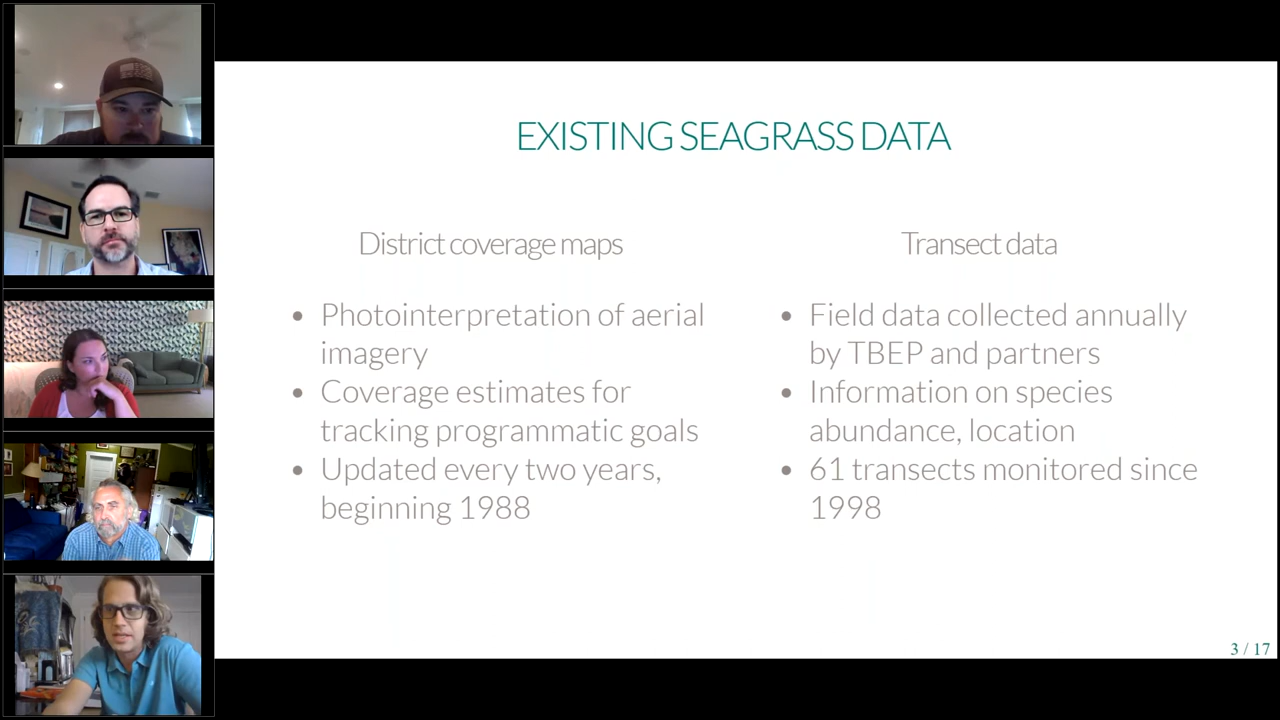 EXISTING SEAGRASS DATA
District coverage maps
Photointerpretation of aerial
imagery
Coverage estimates for
tracking programmatic goals
Updated every two years,
beginning 1988
Transect data
Field data collected annually
by TBEP and partners
Information on species
abundance, location
61 transects monitored since
1998
3 / 17